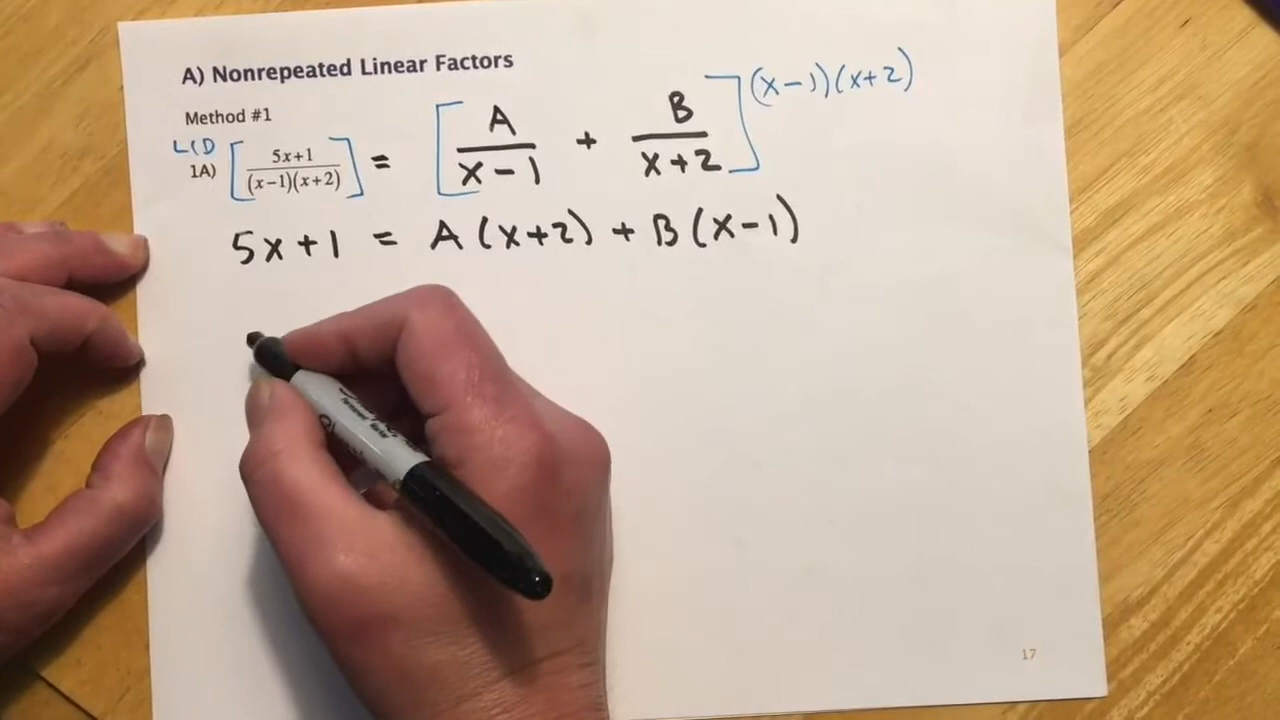 A) Nonrepeated Linear Factors
Method #1
LCD
1A) [ 5x+1 / (x−1)(x+2) ] = [ A / x−1 + B / x+2 ] (x−1)(x+2)
5x+1 = A(x+2) + B(x−1)
17